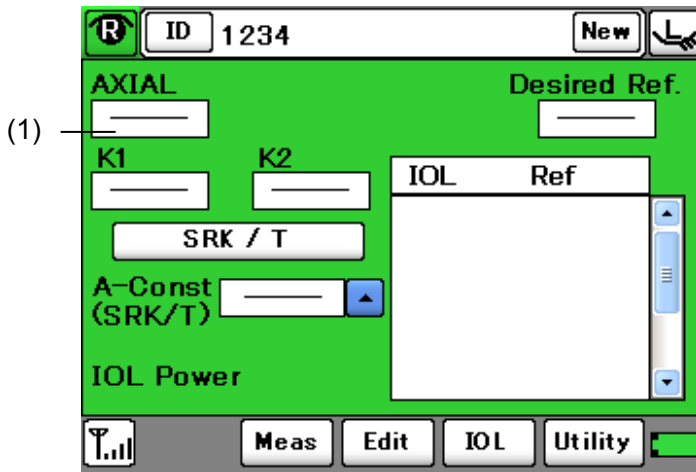 R ID 1234 New
AXIAL Desired Ref.
(1)
K1 K2
IOL Ref
SRK / T
A-Const
(SRK/T)
IOL Power
Meas Edit IOL Utility